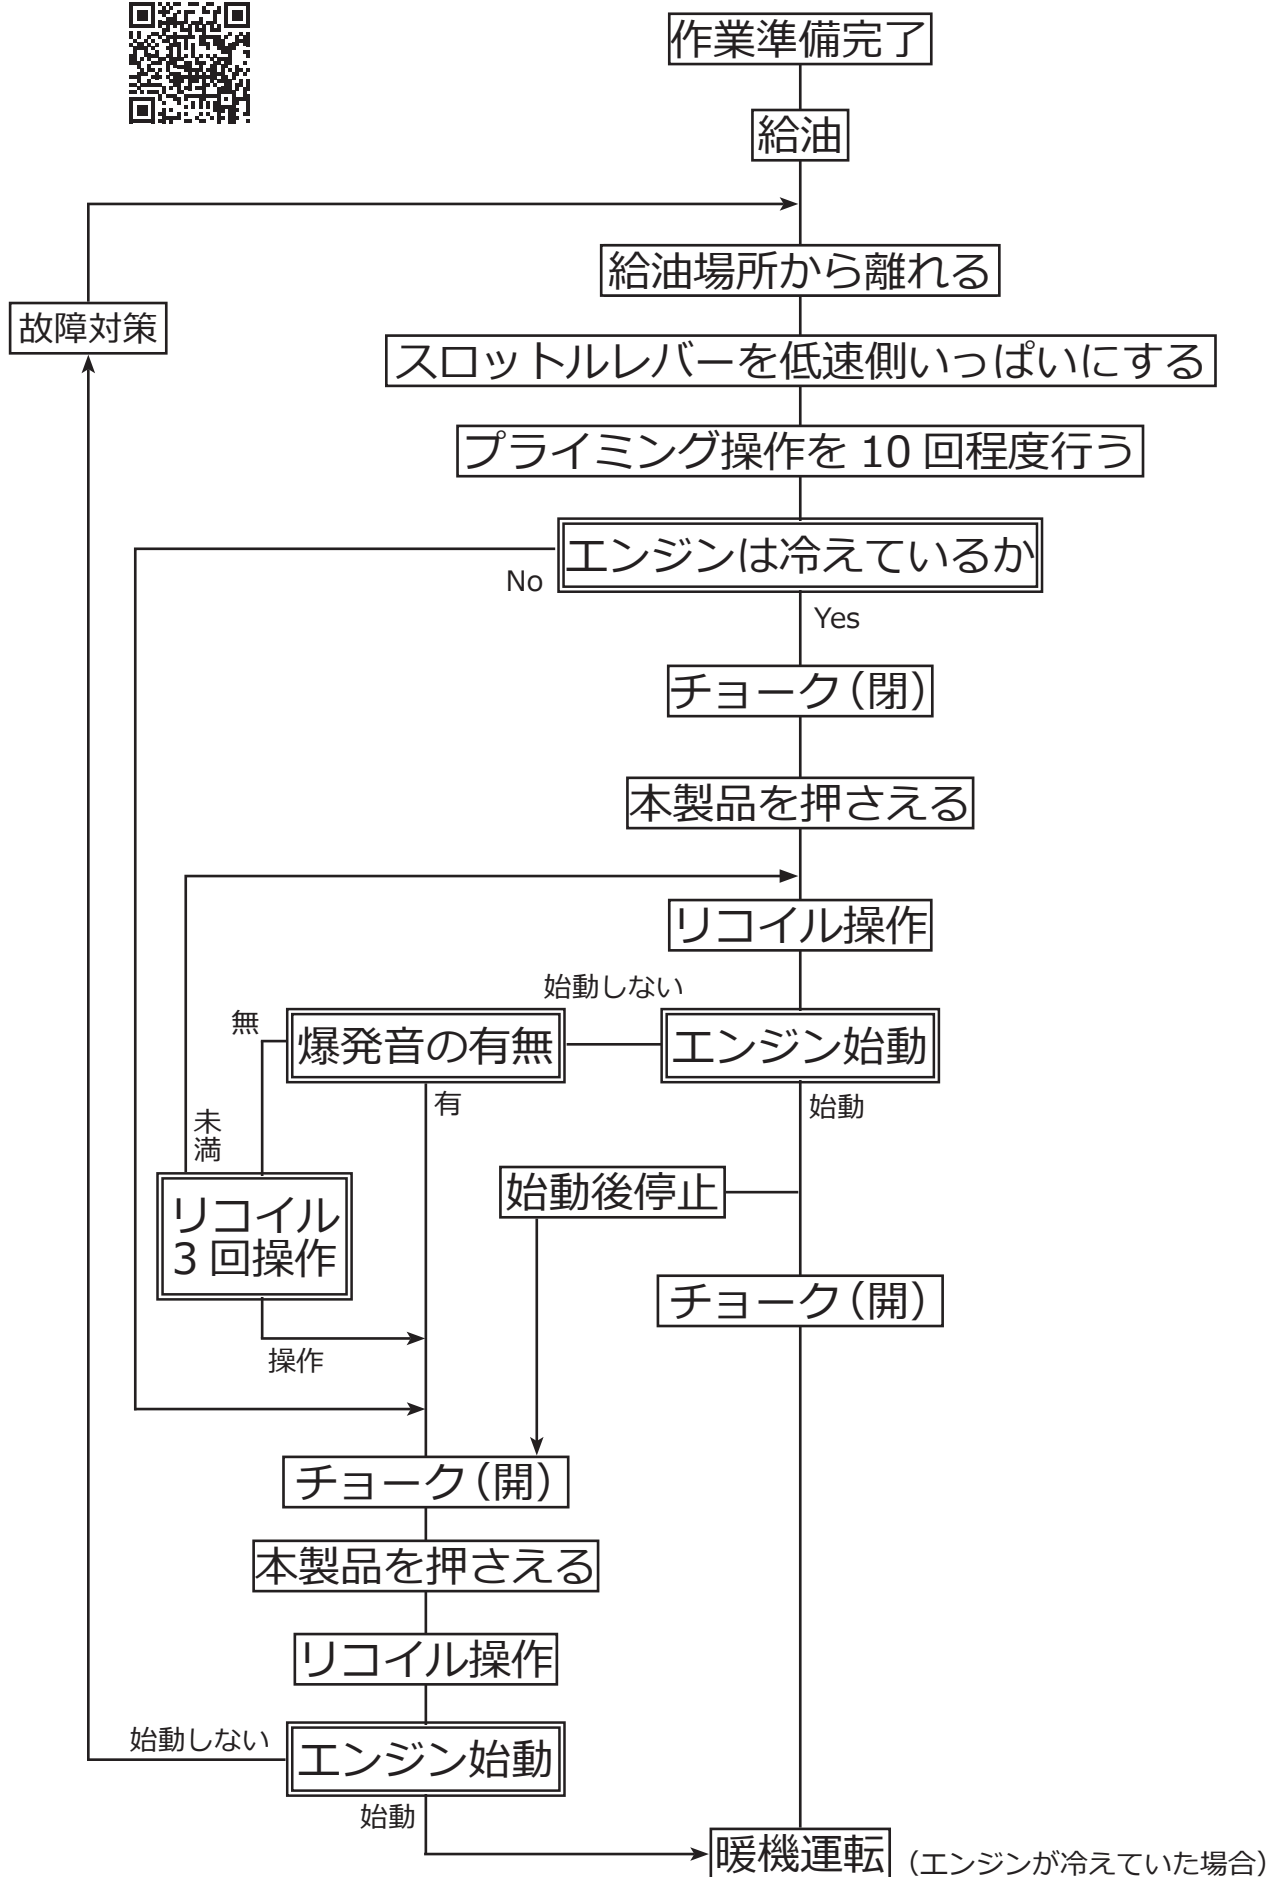 作業準備完了
給油
給油場所から離れる
故障対策
スロットルレバーを低速側いっぱいにする
プライミング操作を 10 回程度行う
エンジンは冷えているか
No
Yes
チョーク（閉）
本製品を押さえる
リコイル操作
始動しない
無
爆発音の有無
エンジン始動
有
始動
未満
始動後停止
リコイル
3 回操作
チョーク（開）
操作
チョーク（開）
本製品を押さえる
リコイル操作
始動しない
エンジン始動
始動
暖機運転 （エンジンが冷えていた場合）